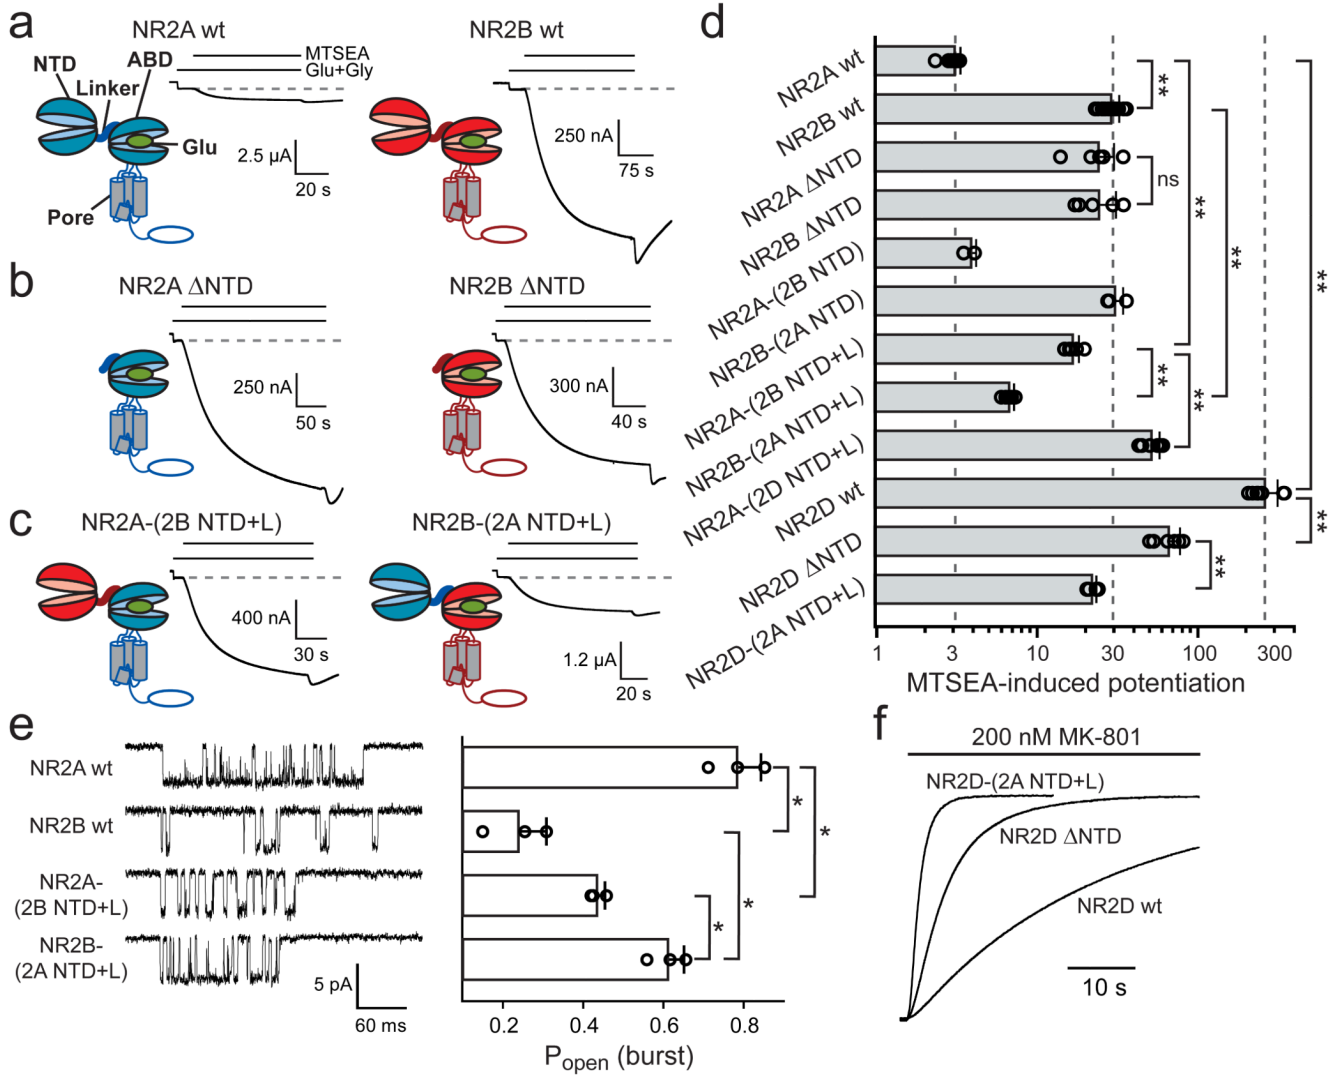 a
NR2A wt
NTD
ABD
Linker
MTSEA
Glu+Gly
Glu
Pore
2.5 µA
20 s
NR2B wt
250 nA
75 s
b
NR2A ΔNTD
250 nA
50 s
NR2B ΔNTD
300 nA
40 s
c
NR2A-(2B NTD+L)
400 nA
30 s
NR2B-(2A NTD+L)
1.2 µA
20 s
d
NR2A wt
NR2B wt
NR2A ΔNTD
NR2B ΔNTD
NR2A-(2B NTD)
NR2B-(2A NTD)
NR2A-(2B NTD+L)
NR2B-(2A NTD+L)
NR2A-(2D NTD+L)
NR2D wt
NR2D ΔNTD
NR2D-(2A NTD+L)
**
ns
**
**
**
**
**
**
**
1 3 10 30 100 300
MTSEA-induced potentiation
e
NR2A wt
NR2B wt
NR2A-
(2B NTD+L)
NR2B-
(2A NTD+L)
5 pA
60 ms
*
*
*
*
0.2 0.4 0.6 0.8
Popen (burst)
f
200 nM MK-801
NR2D-(2A NTD+L)
NR2D ΔNTD
NR2D wt
10 s